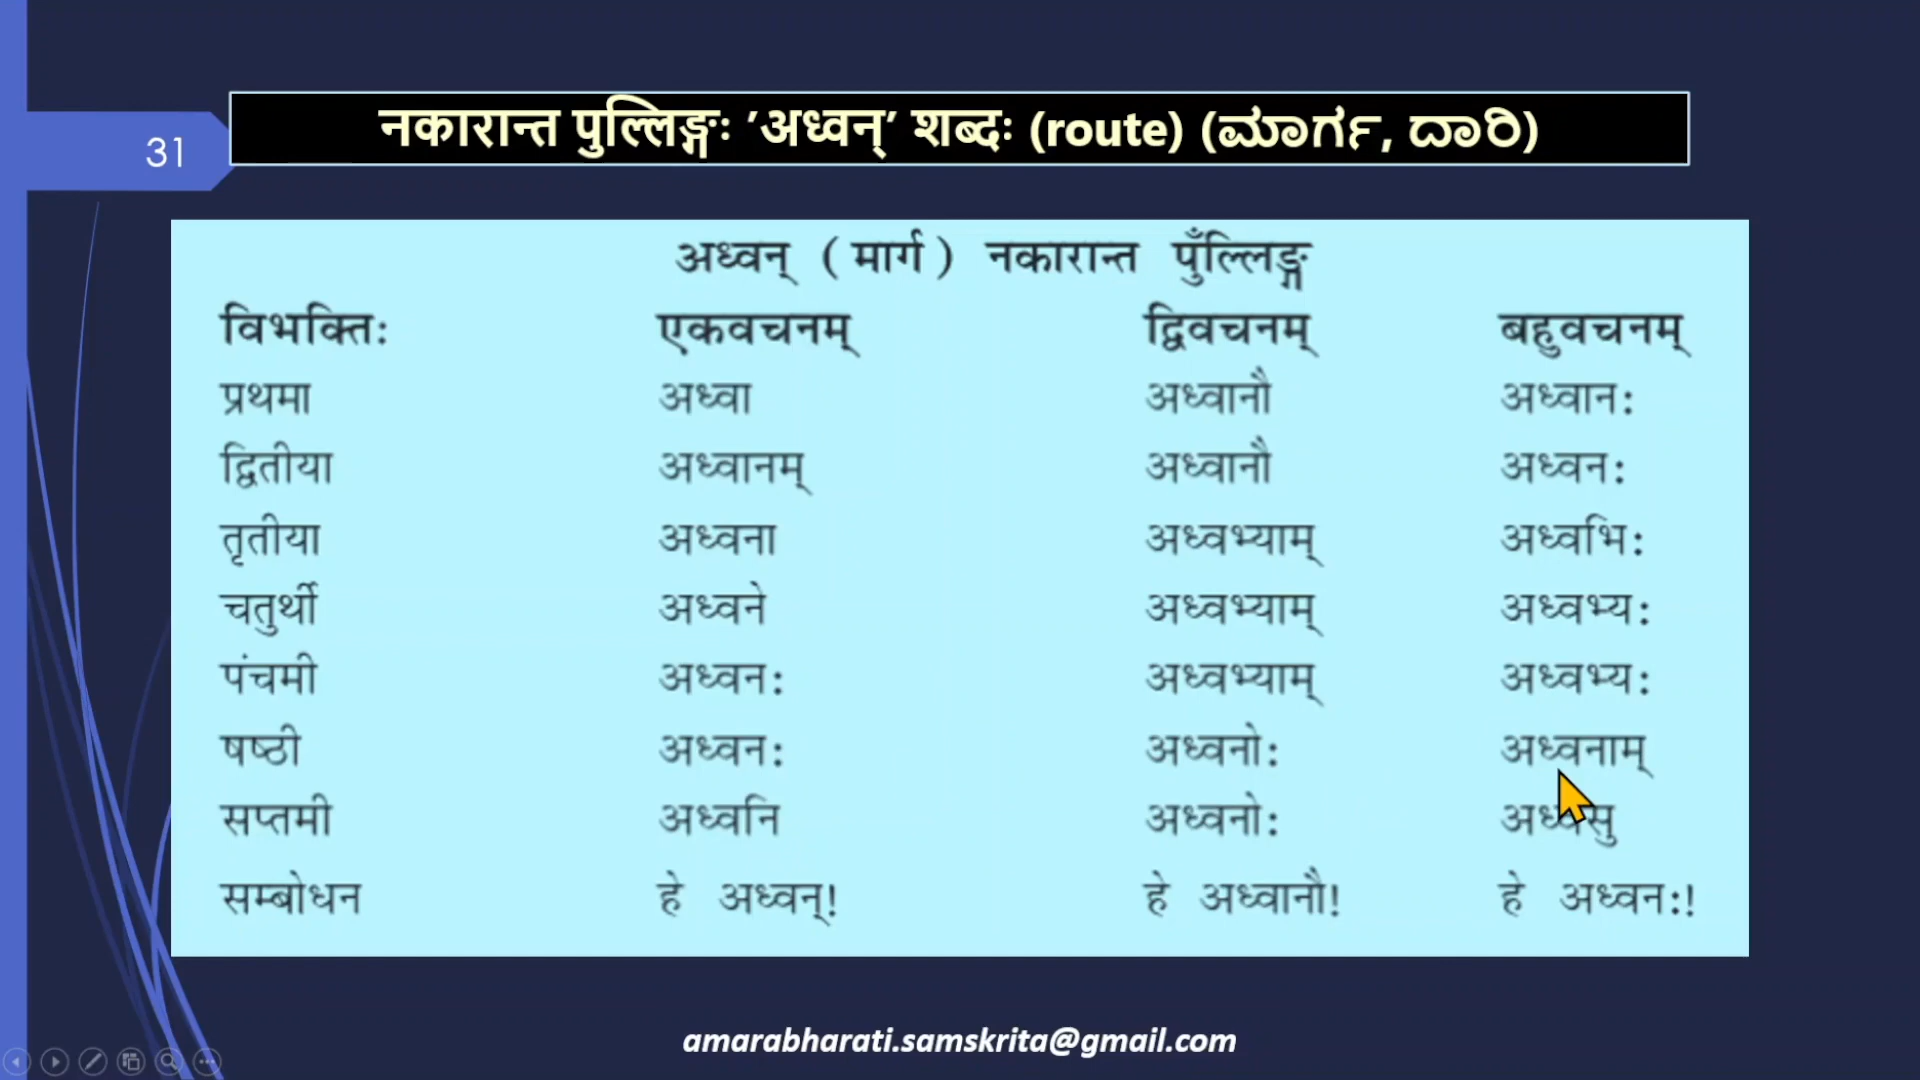 31
नकारान्त पुल्लिङ्गः ’अध्वन्’ शब्दः (route) (ಮಾರ್ಗ, ದಾರಿ)
अध्वन् (मार्ग) नकारान्त पुँल्लिङ्ग
विभक्तिः एकवचनम् द्विवचनम् बहुवचनम्
प्रथमा अध्वा अध्वानौ अध्वानः
द्वितीया अध्वानम् अध्वानौ अध्वनः
तृतीया अध्वना अध्वभ्याम् अध्वभिः
चतुर्थी अध्वने अध्वभ्याम् अध्वभ्यः
पंचमी अध्वनः अध्वभ्याम् अध्वभ्यः
षष्ठी अध्वनः अध्वनोः अध्वनाम्
सप्तमी अध्वनि अध्वनोः अध्वसु
सम्बोधन हे अध्वन्! हे अध्वानौ! हे अध्वनः!
amarabharati.samskrita@gmail.com